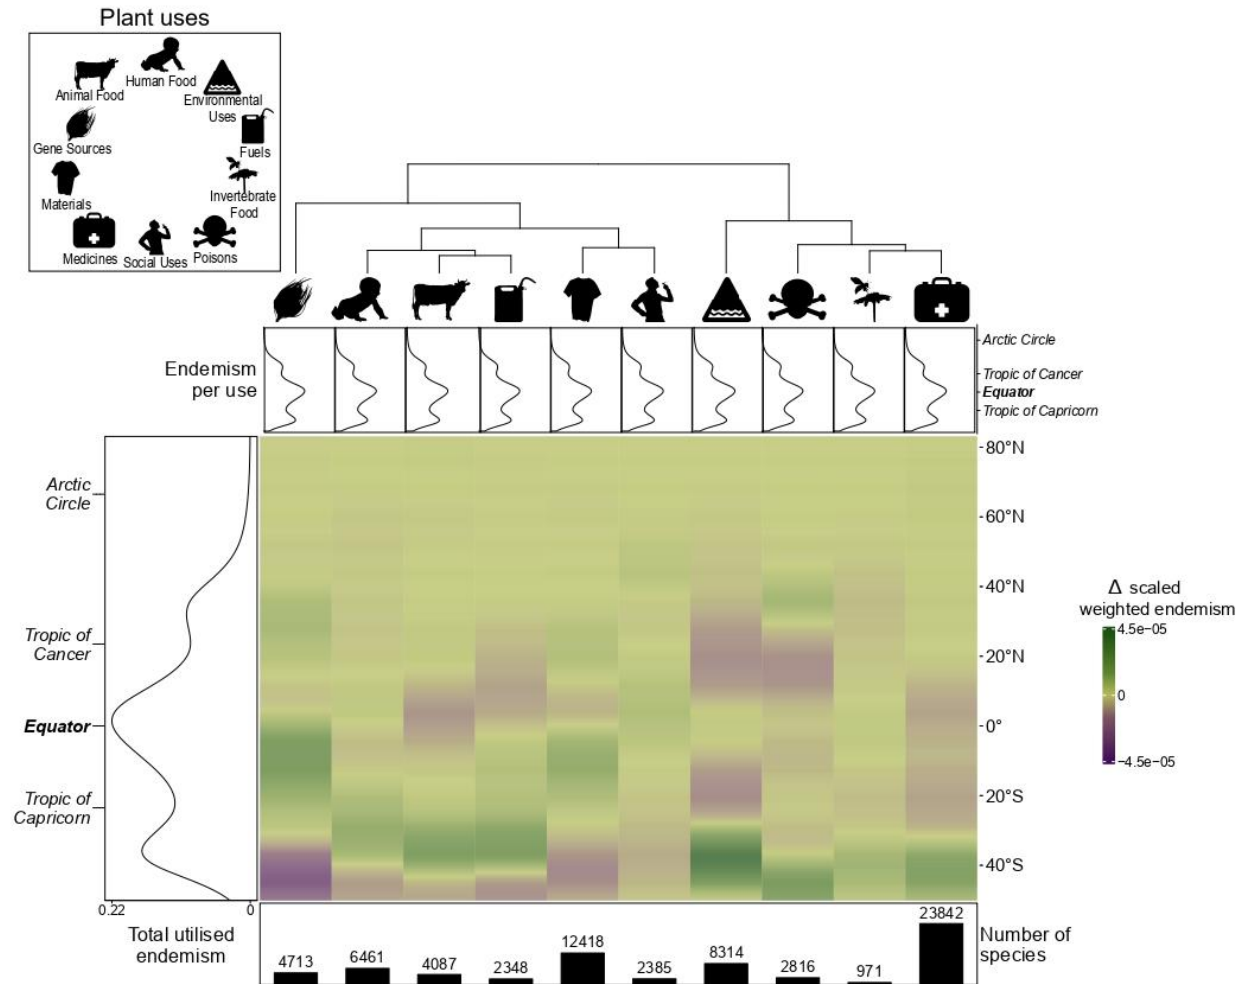 Plant uses
Human Food
Animal Food
Environmental
Uses
Gene Sources
Fuels
Materials
Invertebrate
Food
Medicines
Social Uses
Poisons
Endemism
per use
Arctic Circle
Tropic of Cancer
Equator
Tropic of Capricorn
Arctic
Circle
Tropic of
Cancer
Equator
Tropic of
Capricorn
80°N
60°N
40°N
20°N
0°
20°S
40°S
Δ scaled
weighted endemism
4.5e−05
0
−4.5e−05
0.22
0
Total utilised
endemism
4713
6461
4087
2348
12418
2385
8314
2816
971
23842
Number of
species